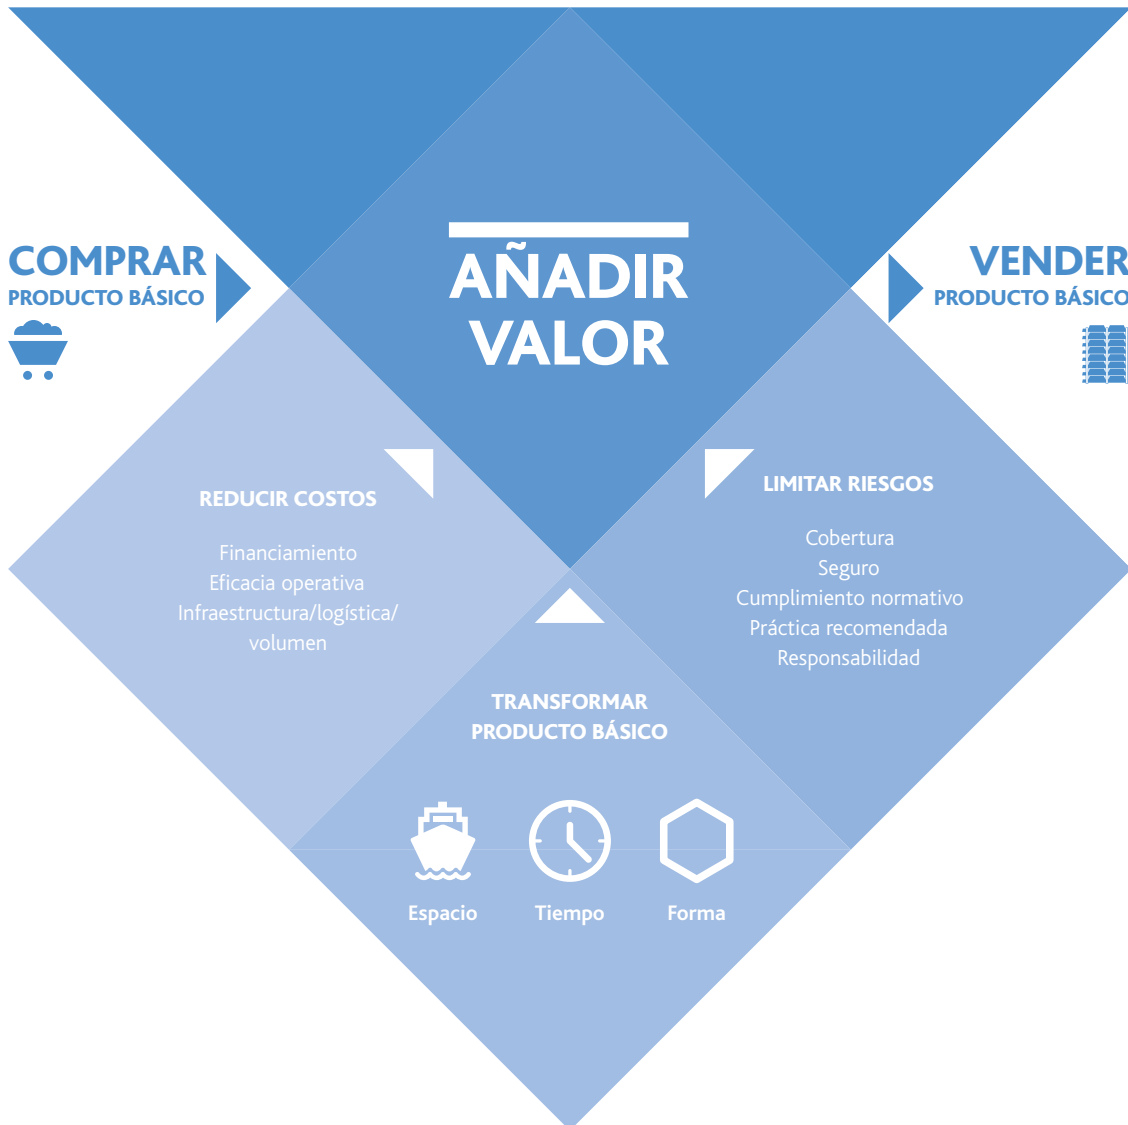 COMPRAR
PRODUCTO BÁSICO
AÑADIR
VALOR
VENDER
PRODUCTO BÁSICO
REDUCIR COSTOS
Financiamiento
Eficacia operativa
Infraestructura/logística/
volumen
LIMITAR RIESGOS
Cobertura
Seguro
Cumplimiento normativo
Práctica recomendada
Responsabilidad
TRANSFORMAR
PRODUCTO BÁSICO
Espacio
Tiempo
Forma